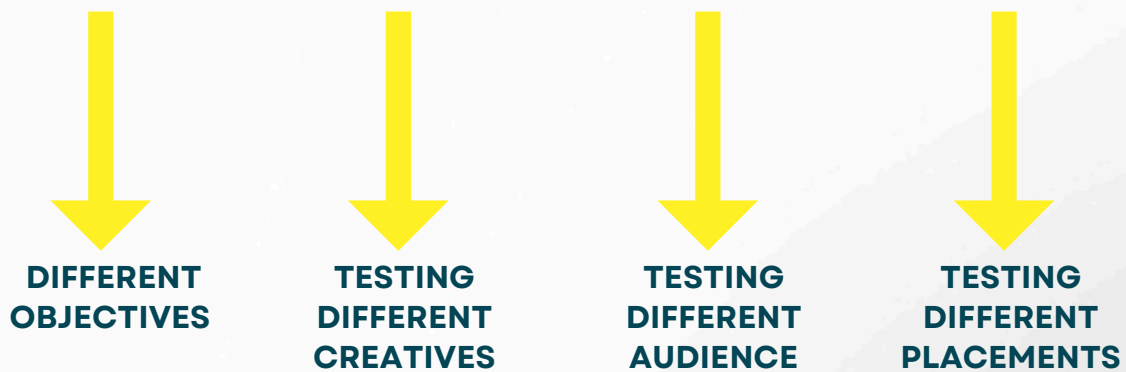 DIFFERENT
OBJECTIVES
TESTING
DIFFERENT
CREATIVES
TESTING
DIFFERENT
AUDIENCE
TESTING
DIFFERENT
PLACEMENTS